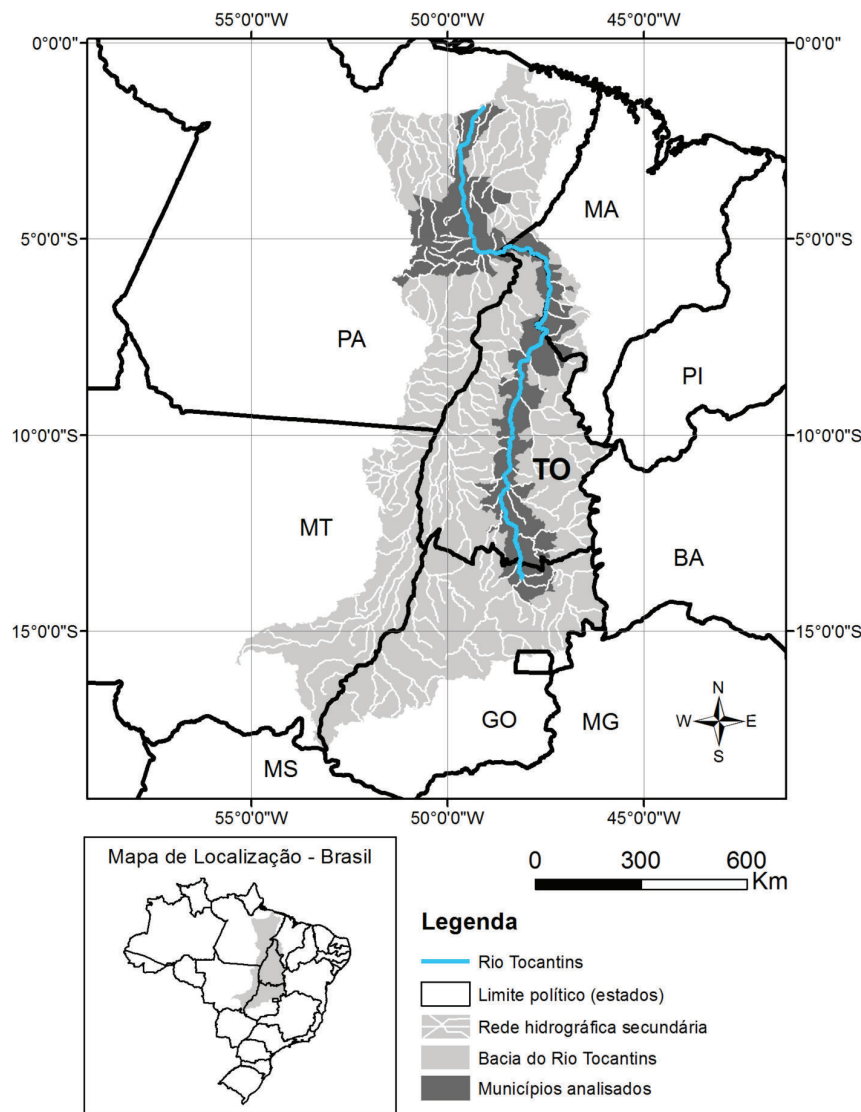 55°0'0"W 50°0'0"W 45°0'0"W
0°0'0" 0°0'0"
MA
5°0'0"S 5°0'0"S
PA
PI
10°0'0"S 10°0'0"S
TO
MT
BA
15°0'0"S 15°0'0"S
N
GO MG W E
S
MS
55°0'0"W 50°0'0"W 45°0'0"W
Mapa de Localização - Brasil
0 300 600
Km
Legenda
Rio Tocantins
Limite político (estados)
Rede hidrográfica secundária
Bacia do Rio Tocantins
Municípios analisados